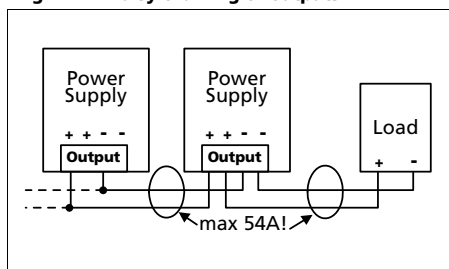 Power
Supply
+ + - -
Output
Power
Supply
+ + - -
Output
Load
+ -
max 54A!